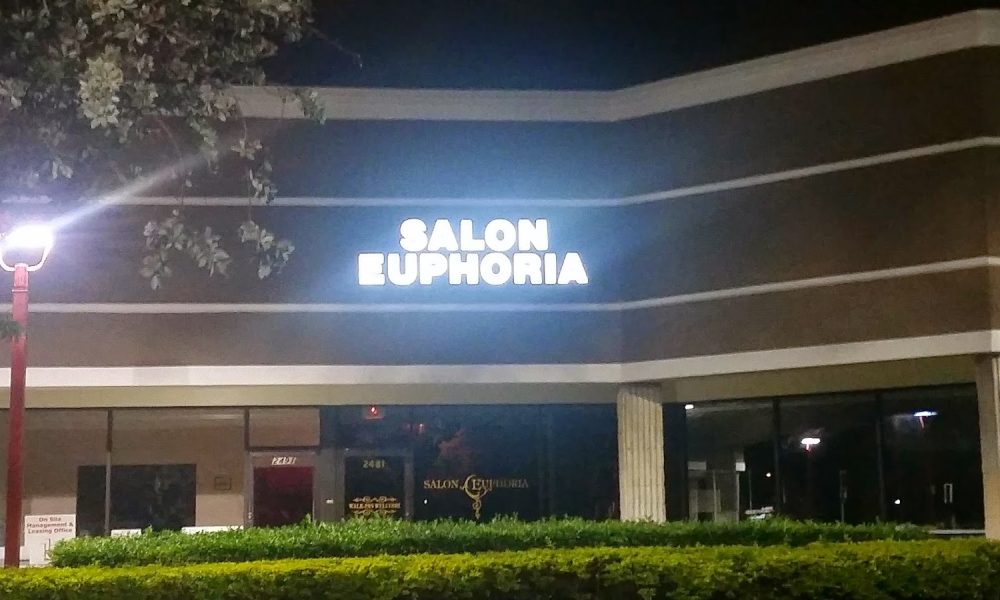 SALON
EUPHORIA
2491
2481
SALON EUPHORIA
WALK-INS WELCOME
On Site
Management &
Leasing Office